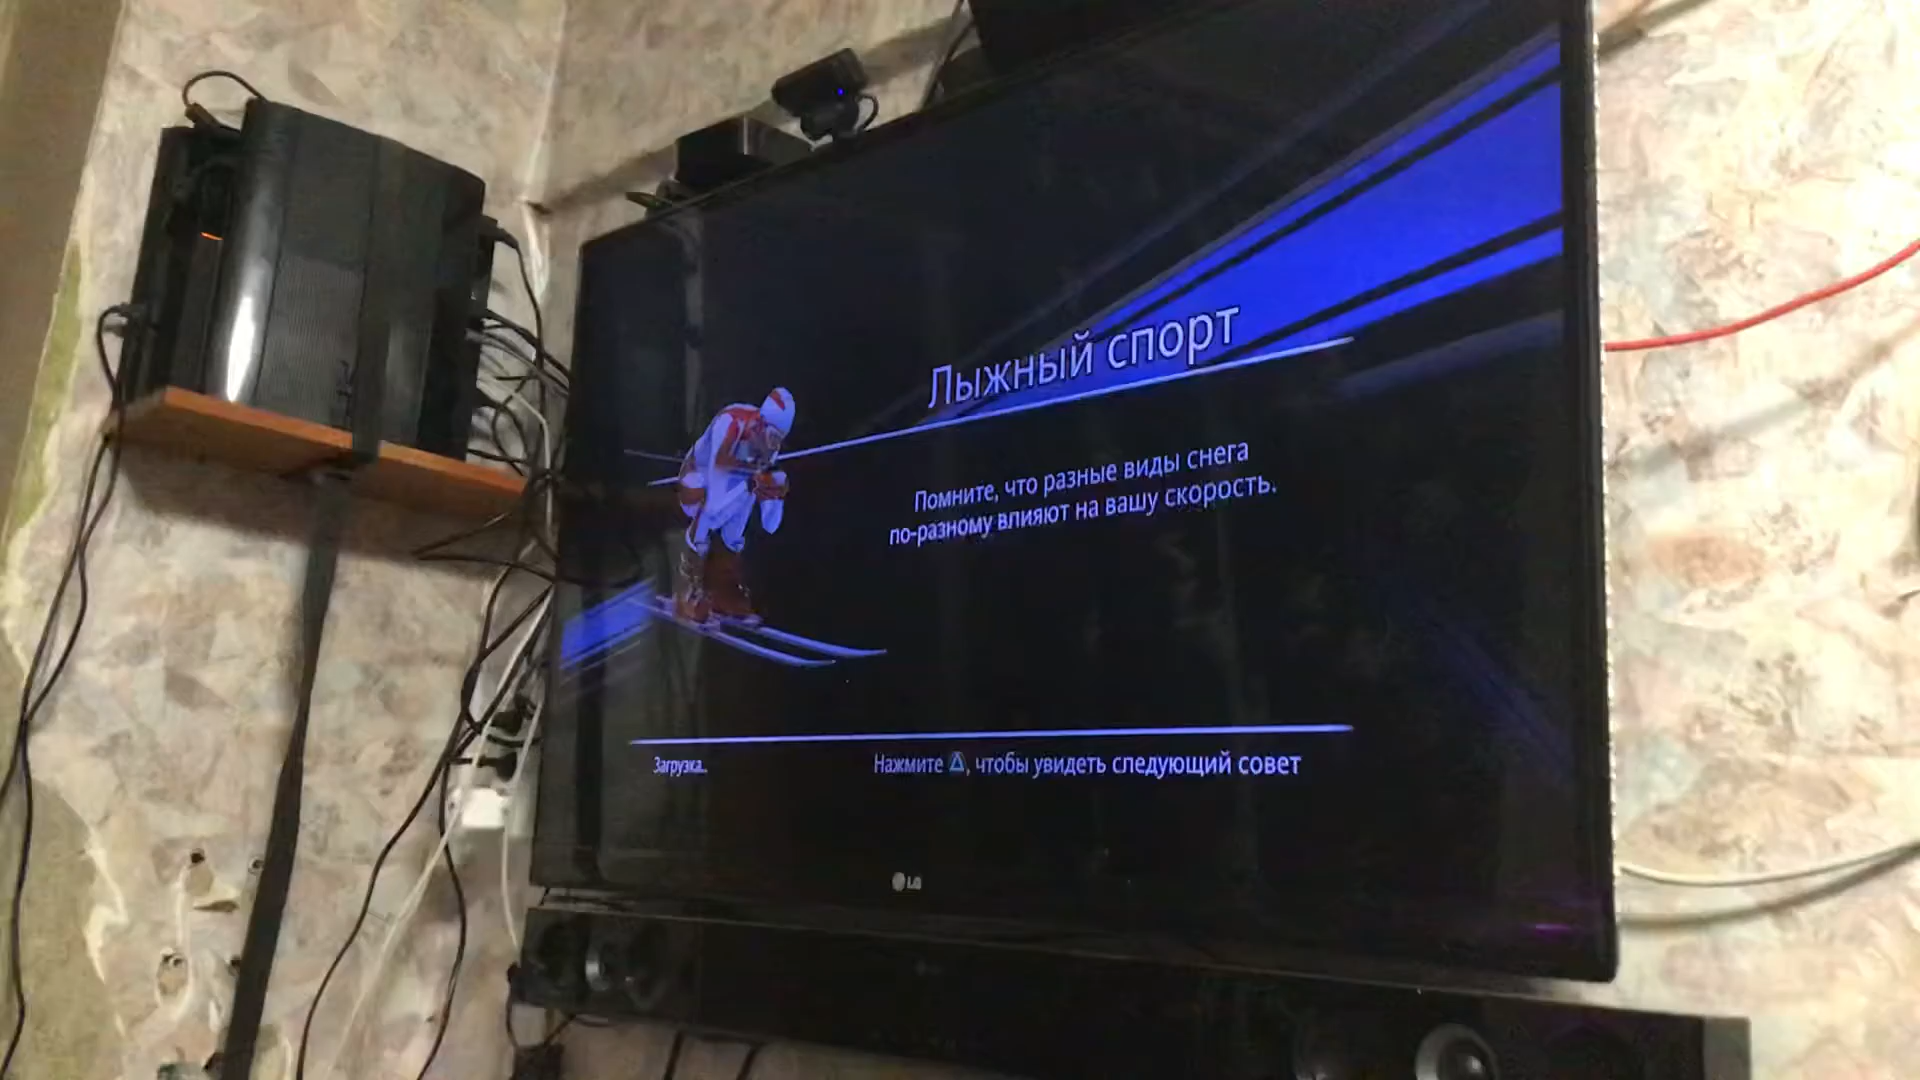 Лыжный спорт
Помните, что разные виды снега
по-разному влияют на вашу скорость.
Загрузка..
Нажмите △, чтобы увидеть следующий совет
LG